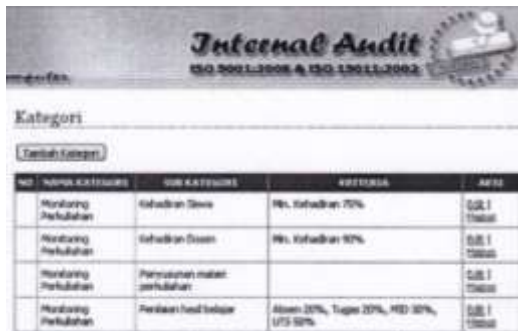 Internal Audit
ISO 9001:2008 & ISO 19011:2002
Kategori
Tambah Kategori
NO NAMA KATEGORI SUB KATEGORI KRITERIA AKSI
Monitoring Perkuliahan Kehadiran Siswa Min. Kehadiran 75% Edit | Hapus
Monitoring Perkuliahan Kehadiran Dosen Min. Kehadiran 90% Edit | Hapus
Monitoring Perkuliahan Penyusunan materi perkuliahan Edit | Hapus
Monitoring Perkuliahan Penilaian hasil belajar Absen 20%, Tugas 20%, MID 30%, UTS 50% Edit | Hapus